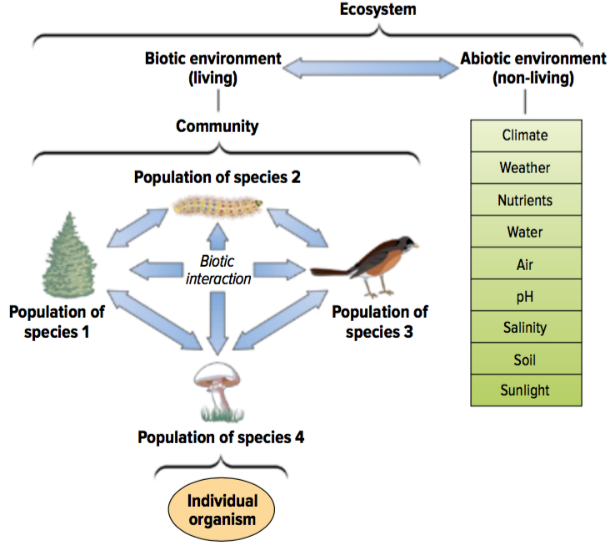 Ecosystem
Biotic environment
(living)
Abiotic environment
(non-living)
Community
Population of species 2
Biotic
interaction
Population of
species 1
Population of
species 3
Population of species 4
Individual
organism
Climate
Weather
Nutrients
Water
Air
pH
Salinity
Soil
Sunlight